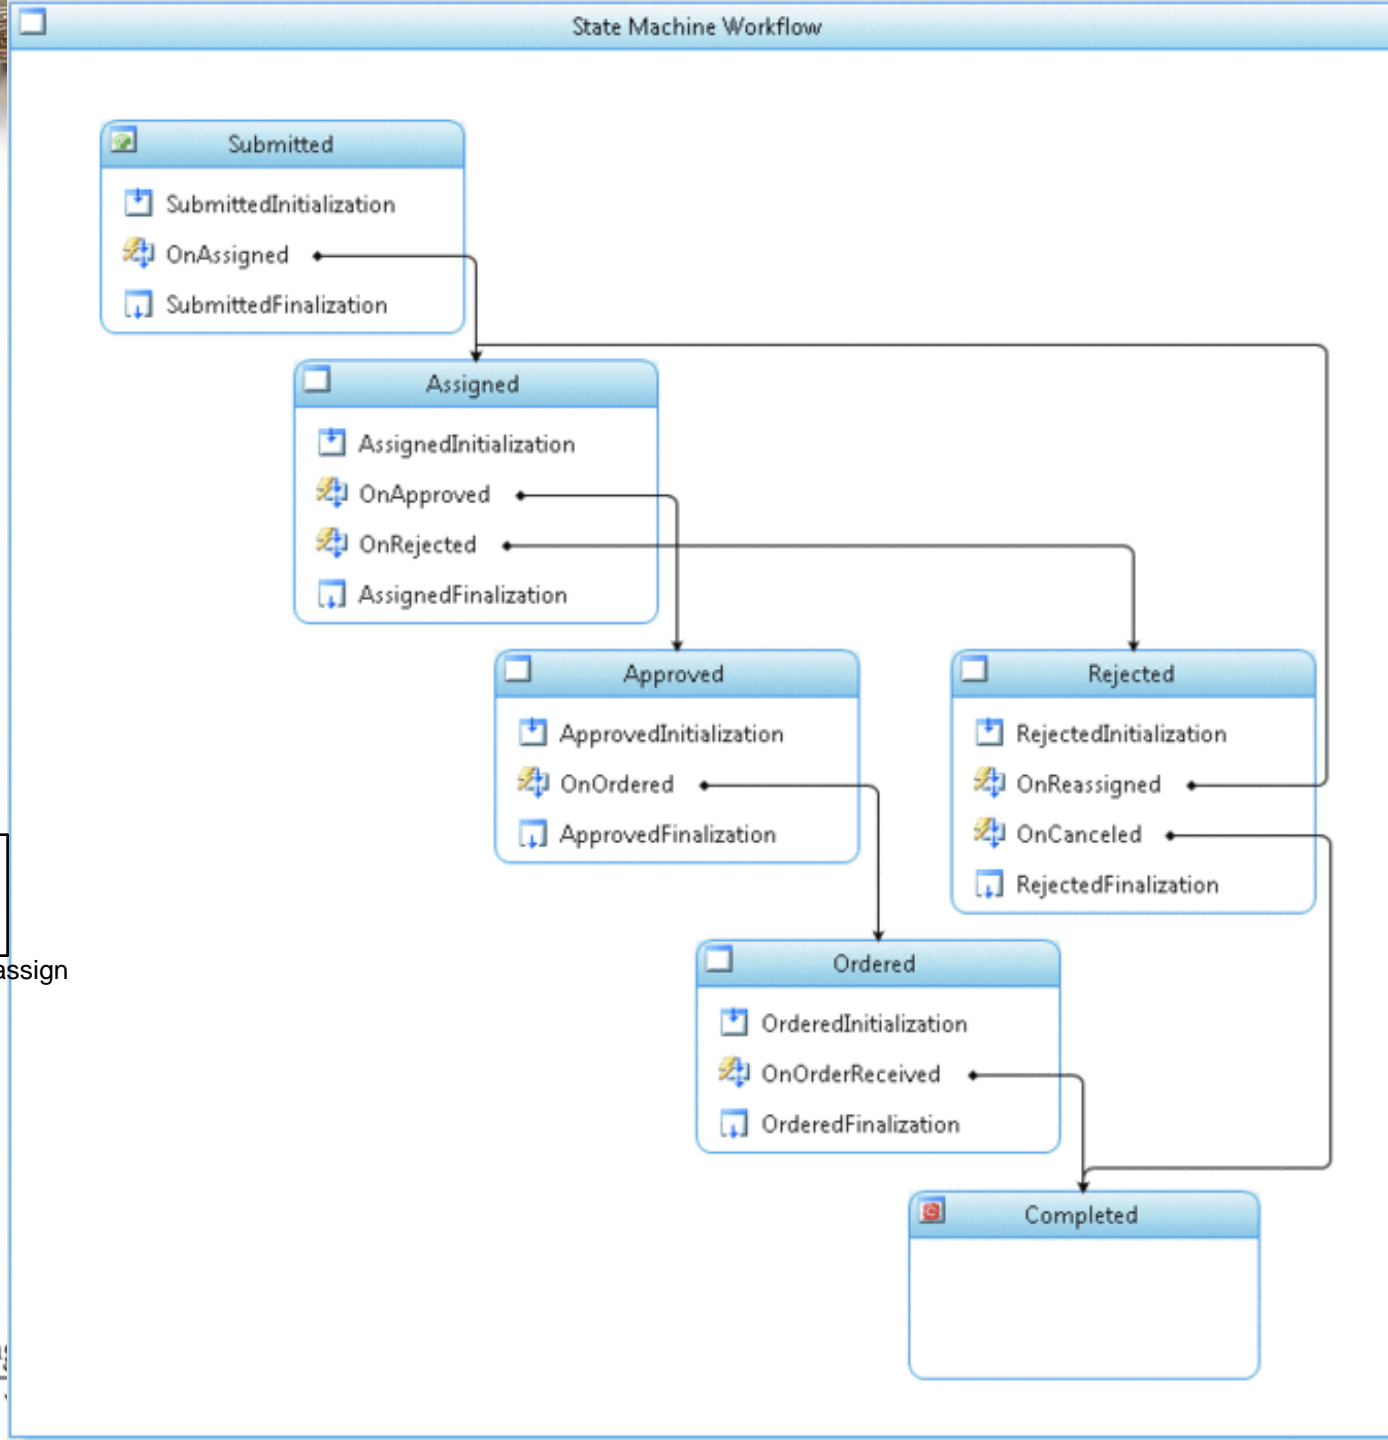 State Machine Workflow
Submitted
SubmittedInitialization
OnAssigned
SubmittedFinalization
Assigned
AssignedInitialization
OnApproved
OnRejected
AssignedFinalization
Approved
ApprovedInitialization
OnOrdered
ApprovedFinalization
Rejected
RejectedInitialization
OnReassigned
OnCanceled
RejectedFinalization
assign
Ordered
OrderedInitialization
OnOrderReceived
OrderedFinalization
Completed